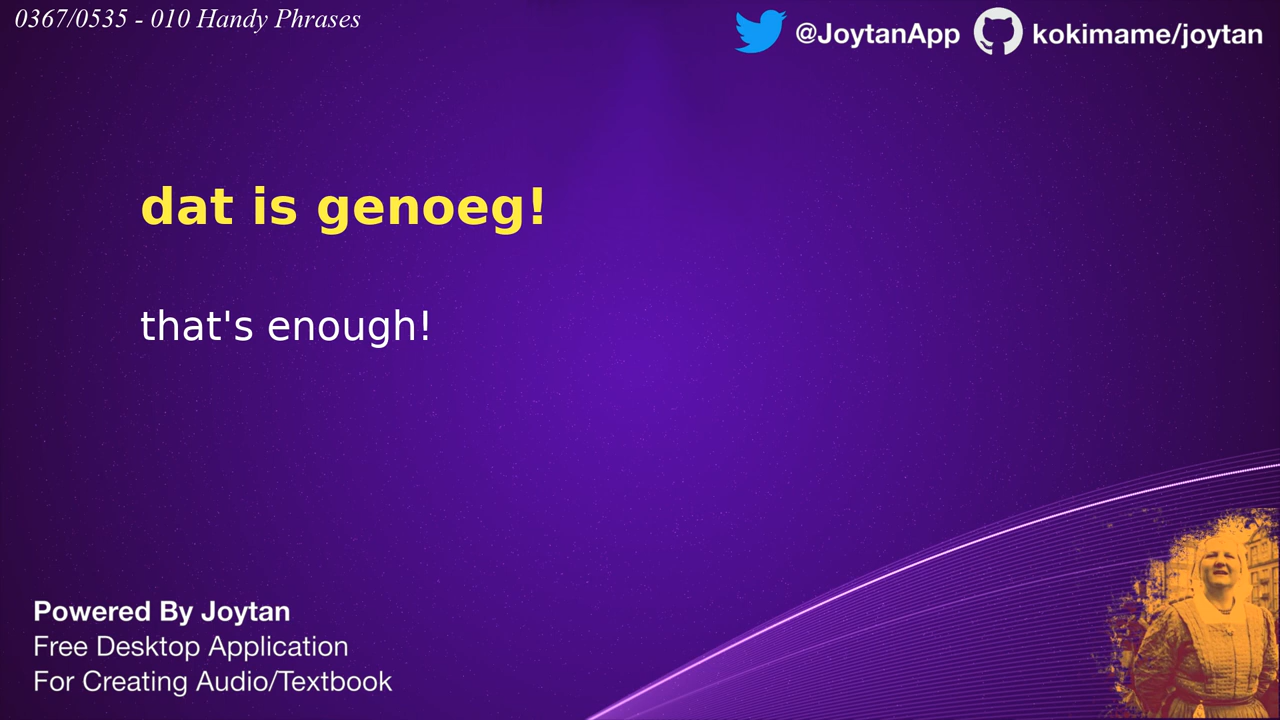 0367/0535 - 010 Handy Phrases
@JoytanApp kokimame/joytan
dat is genoeg!
that's enough!
Powered By Joytan
Free Desktop Application
For Creating Audio/Textbook